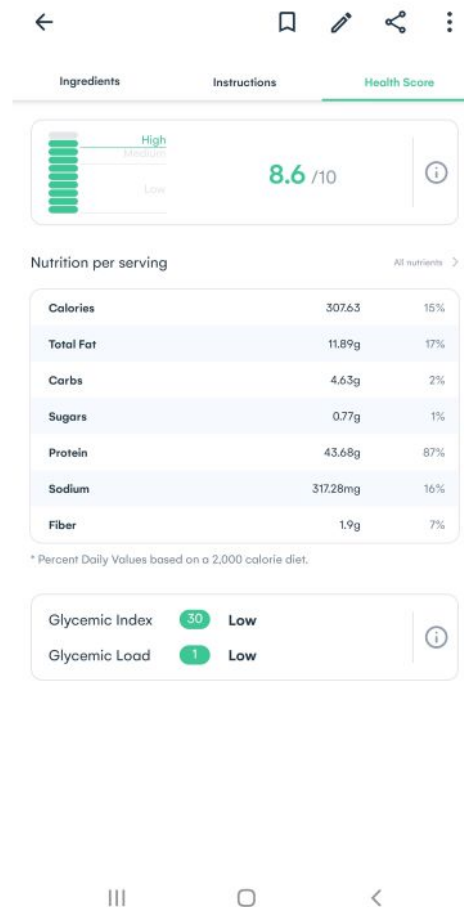 Ingredients Instructions Health Score
High
Medium
Low
8.6 /10
Nutrition per serving All nutrients
Calories 307.63 15%
Total Fat 11.89g 17%
Carbs 4.63g 2%
Sugars 0.77g 1%
Protein 43.68g 87%
Sodium 317.28mg 16%
Fiber 1.9g 7%
* Percent Daily Values based on a 2,000 calorie diet.
Glycemic Index 30 Low
Glycemic Load 1 Low